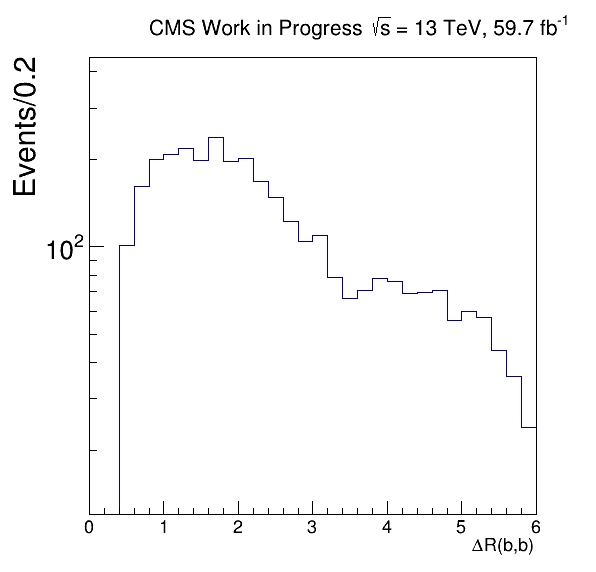 CMS Work in Progress √s = 13 TeV, 59.7 fb⁻¹
Events/0.2
10²
0 1 2 3 4 5 6
ΔR(b,b)